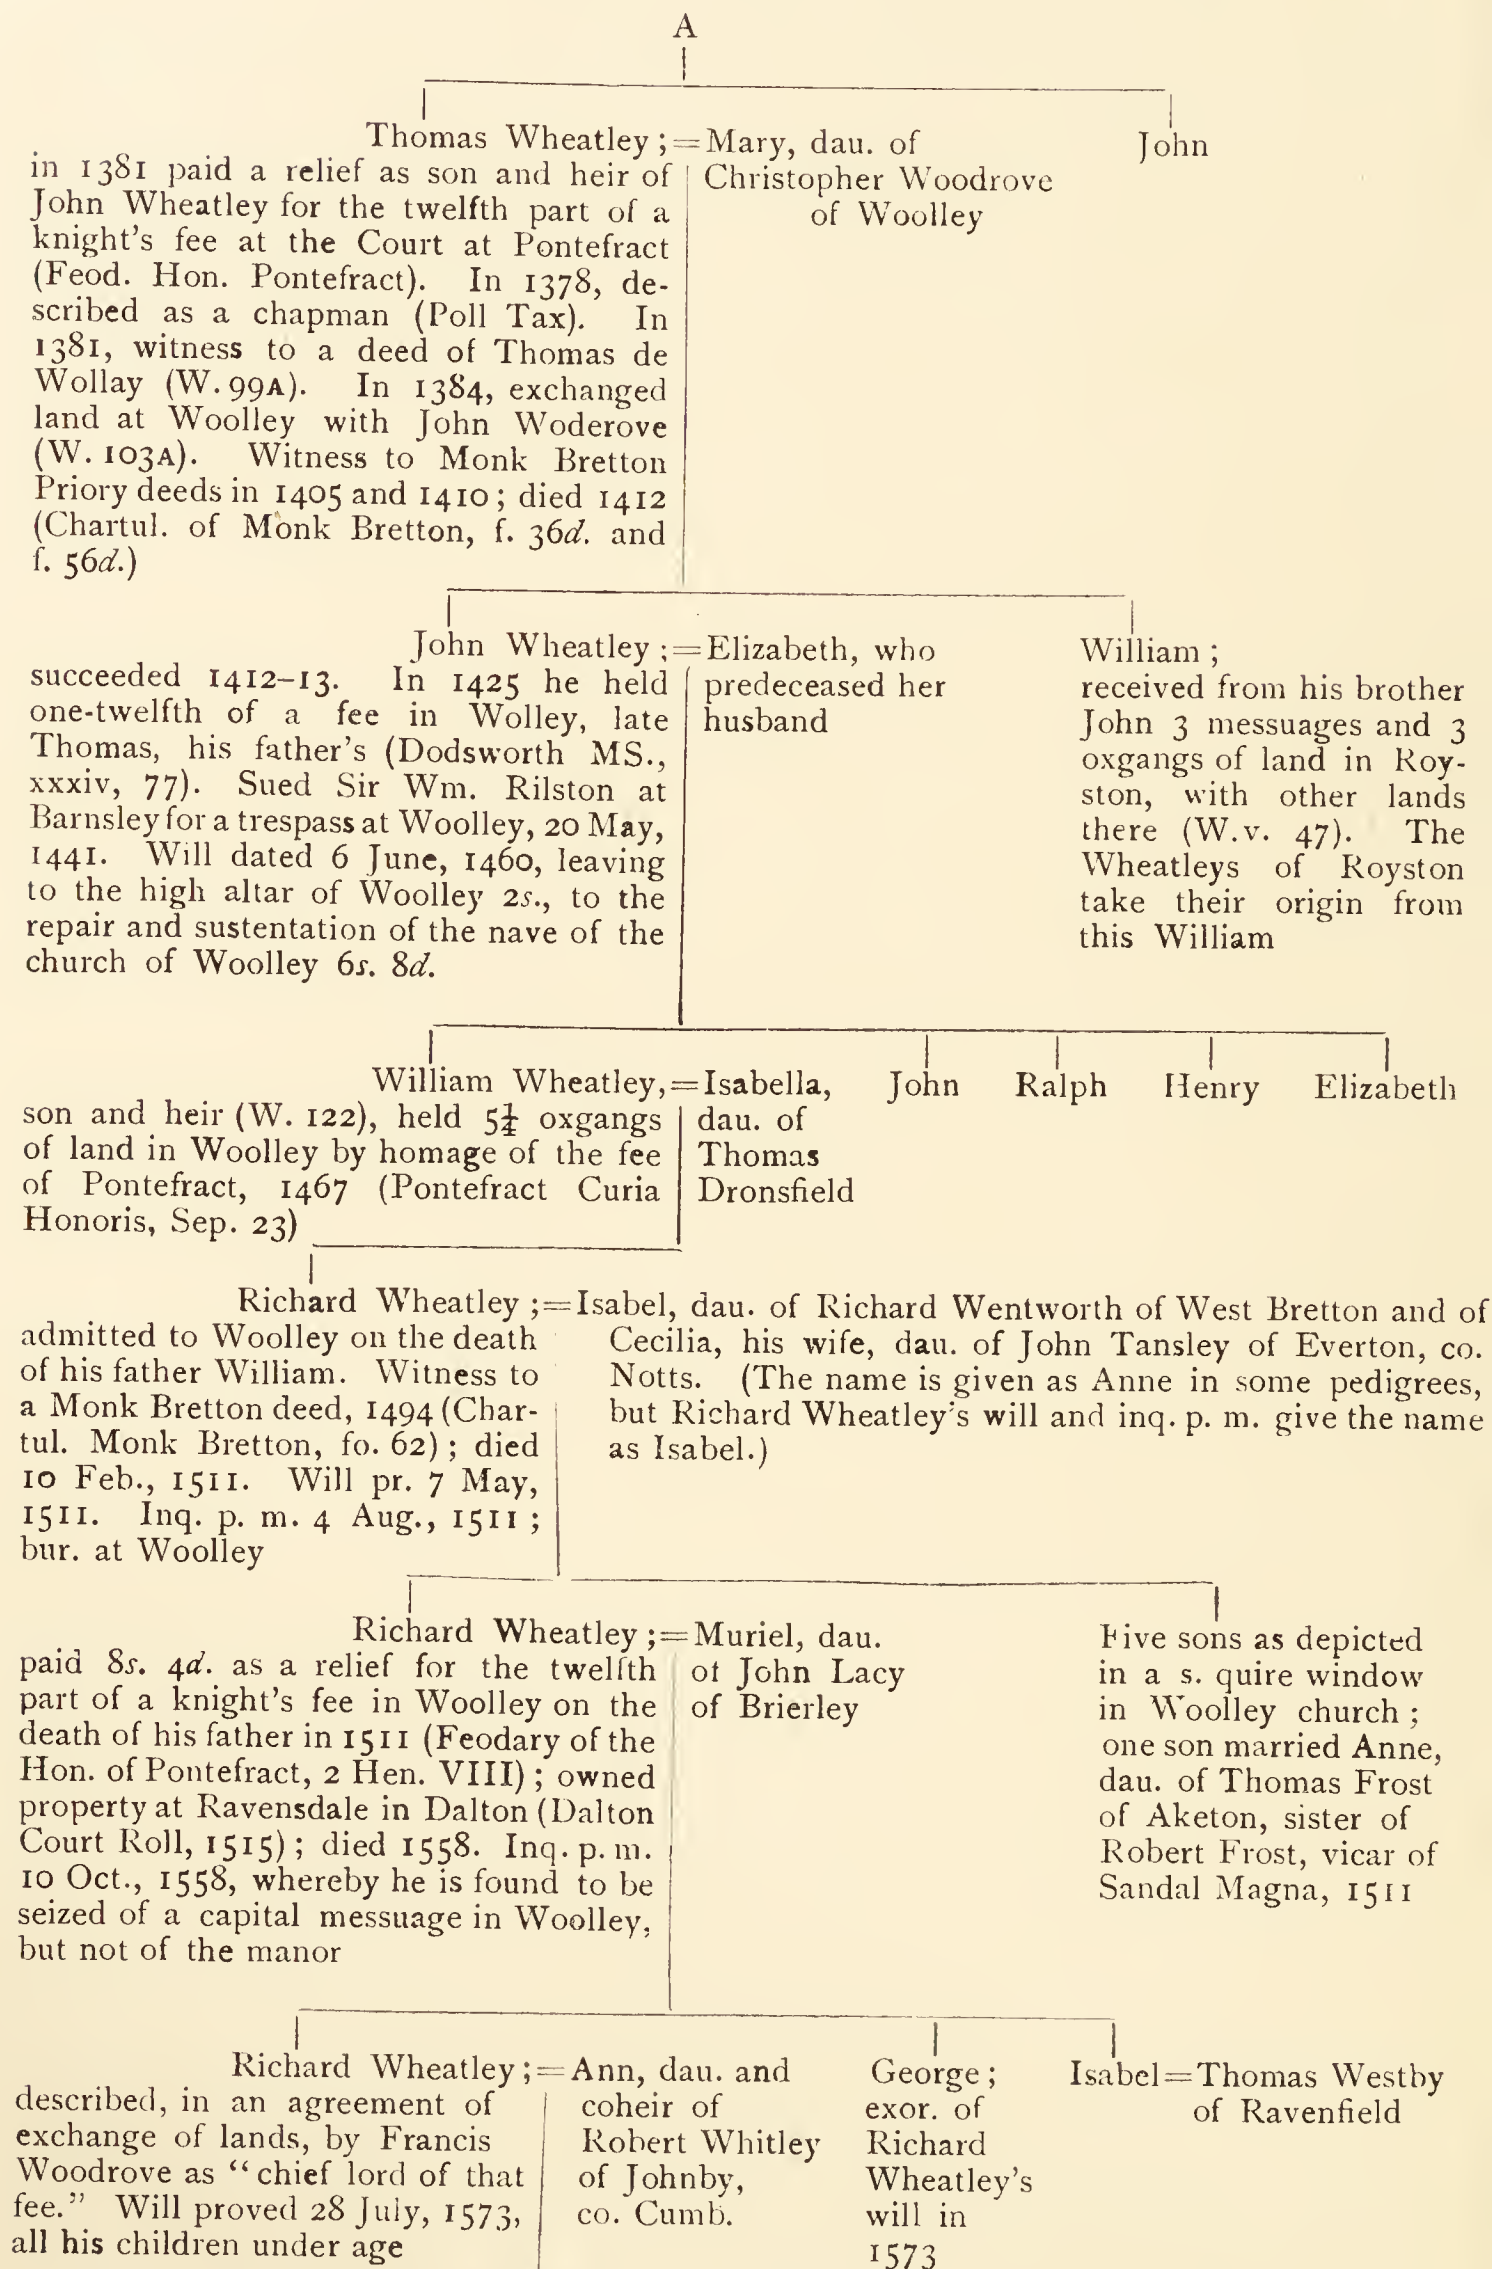 A
Thomas Wheatley ;=Mary, dau. of
Christopher Woodrove
of Woolley
John
in 1381 paid a relief as son and heir of
John Wheatley for the twelfth part of a
knight's fee at the Court at Pontefract
(Feod. Hon. Pontefract). In 1378, de-
scribed as a chapman (Poll Tax). In
1381, witness to a deed of Thomas de
Wollay (W. 99A). In 1384, exchanged
land at Woolley with John Woderove
(W. 103A). Witness to Monk Bretton
Priory deeds in 1405 and 1410; died 1412
(Chartul. of Monk Bretton, f. 36d. and
f. 56d.)
John Wheatley ;=Elizabeth, who
predeceased her
husband
succeeded 1412–13. In 1425 he held
one-twelfth of a fee in Wolley, late
Thomas, his father's (Dodsworth MS.,
xxxiv, 77). Sued Sir Wm. Rilston at
Barnsley for a trespass at Woolley, 20 May,
1441. Will dated 6 June, 1460, leaving
to the high altar of Woolley 2s., to the
repair and sustentation of the nave of the
church of Woolley 6s. 8d.
William ;
received from his brother
John 3 messuages and 3
oxgangs of land in Roy-
ston, with other lands
there (W.v. 47). The
Wheatleys of Royston
take their origin from
this William
William Wheatley,=Isabella,
dau. of
Thomas
Dronsfield
son and heir (W. 122), held 5¼ oxgangs
of land in Woolley by homage of the fee
of Pontefract, 1467 (Pontefract Curia
Honoris, Sep. 23)
John Ralph Henry Elizabeth
Richard Wheatley ;=Isabel, dau. of Richard Wentworth of West Bretton and of
Cecilia, his wife, dau. of John Tansley of Everton, co.
Notts. (The name is given as Anne in some pedigrees,
but Richard Wheatley's will and inq. p. m. give the name
as Isabel.)
admitted to Woolley on the death
of his father William. Witness to
a Monk Bretton deed, 1494 (Char-
tul. Monk Bretton, fo. 62) ; died
10 Feb., 1511. Will pr. 7 May,
1511. Inq. p. m. 4 Aug., 1511 ;
bur. at Woolley
Richard Wheatley ;=Muriel, dau.
of John Lacy
of Brierley
paid 8s. 4d. as a relief for the twelfth
part of a knight's fee in Woolley on the
death of his father in 1511 (Feodary of the
Hon. of Pontefract, 2 Hen. VIII) ; owned
property at Ravensdale in Dalton (Dalton
Court Roll, 1515) ; died 1558. Inq. p. m.
10 Oct., 1558, whereby he is found to be
seized of a capital messuage in Woolley,
but not of the manor
Five sons as depicted
in a s. quire window
in Woolley church ;
one son married Anne,
dau. of Thomas Frost
of Aketon, sister of
Robert Frost, vicar of
Sandal Magna, 1511
Richard Wheatley ;=Ann, dau. and
coheir of
Robert Whitley
of Johnby,
co. Cumb.
described, in an agreement of
exchange of lands, by Francis
Woodrove as "chief lord of that
fee." Will proved 28 July, 1573,
all his children under age
George ;
exor. of
Richard
Wheatley's
will in
1573
Isabel=Thomas Westby
of Ravenfield